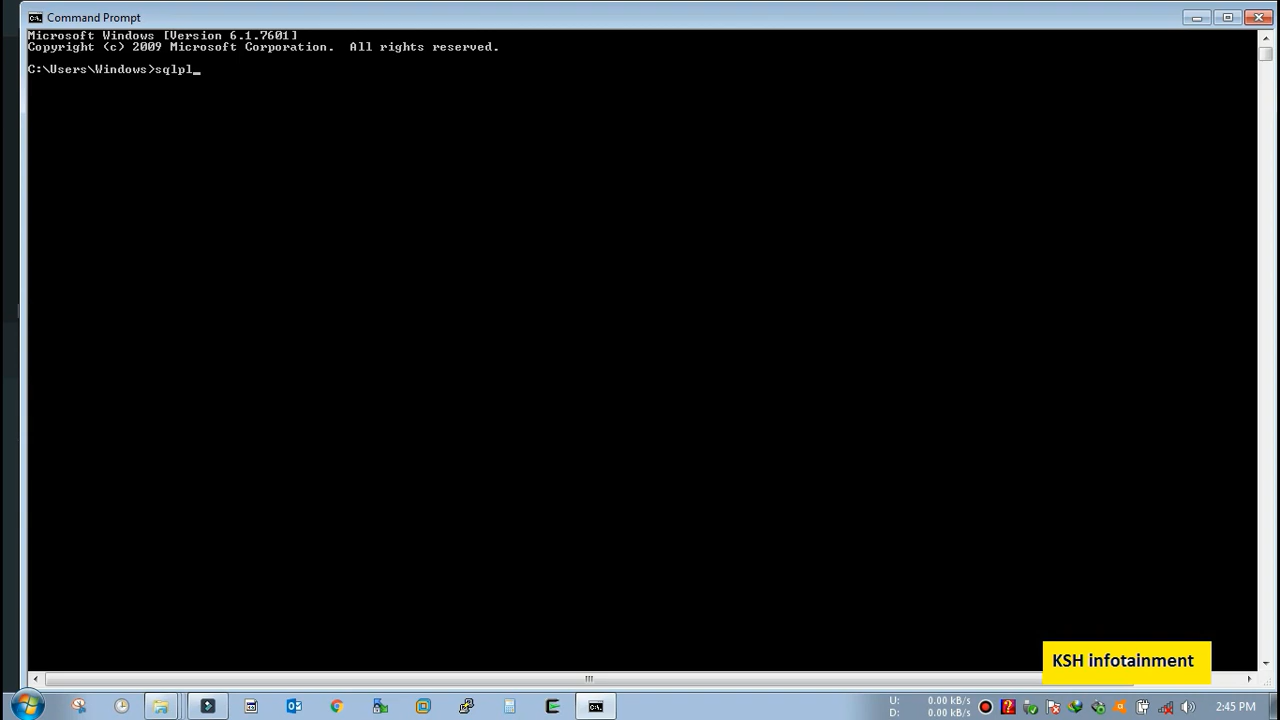 Command Prompt
Microsoft Windows [Version 6.1.7601]
Copyright (c) 2009 Microsoft Corporation.  All rights reserved.
C:\Users\Windows>sqlpl_
KSH infotainment
U: 0.00 kB/s
D: 0.00 kB/s
2:45 PM